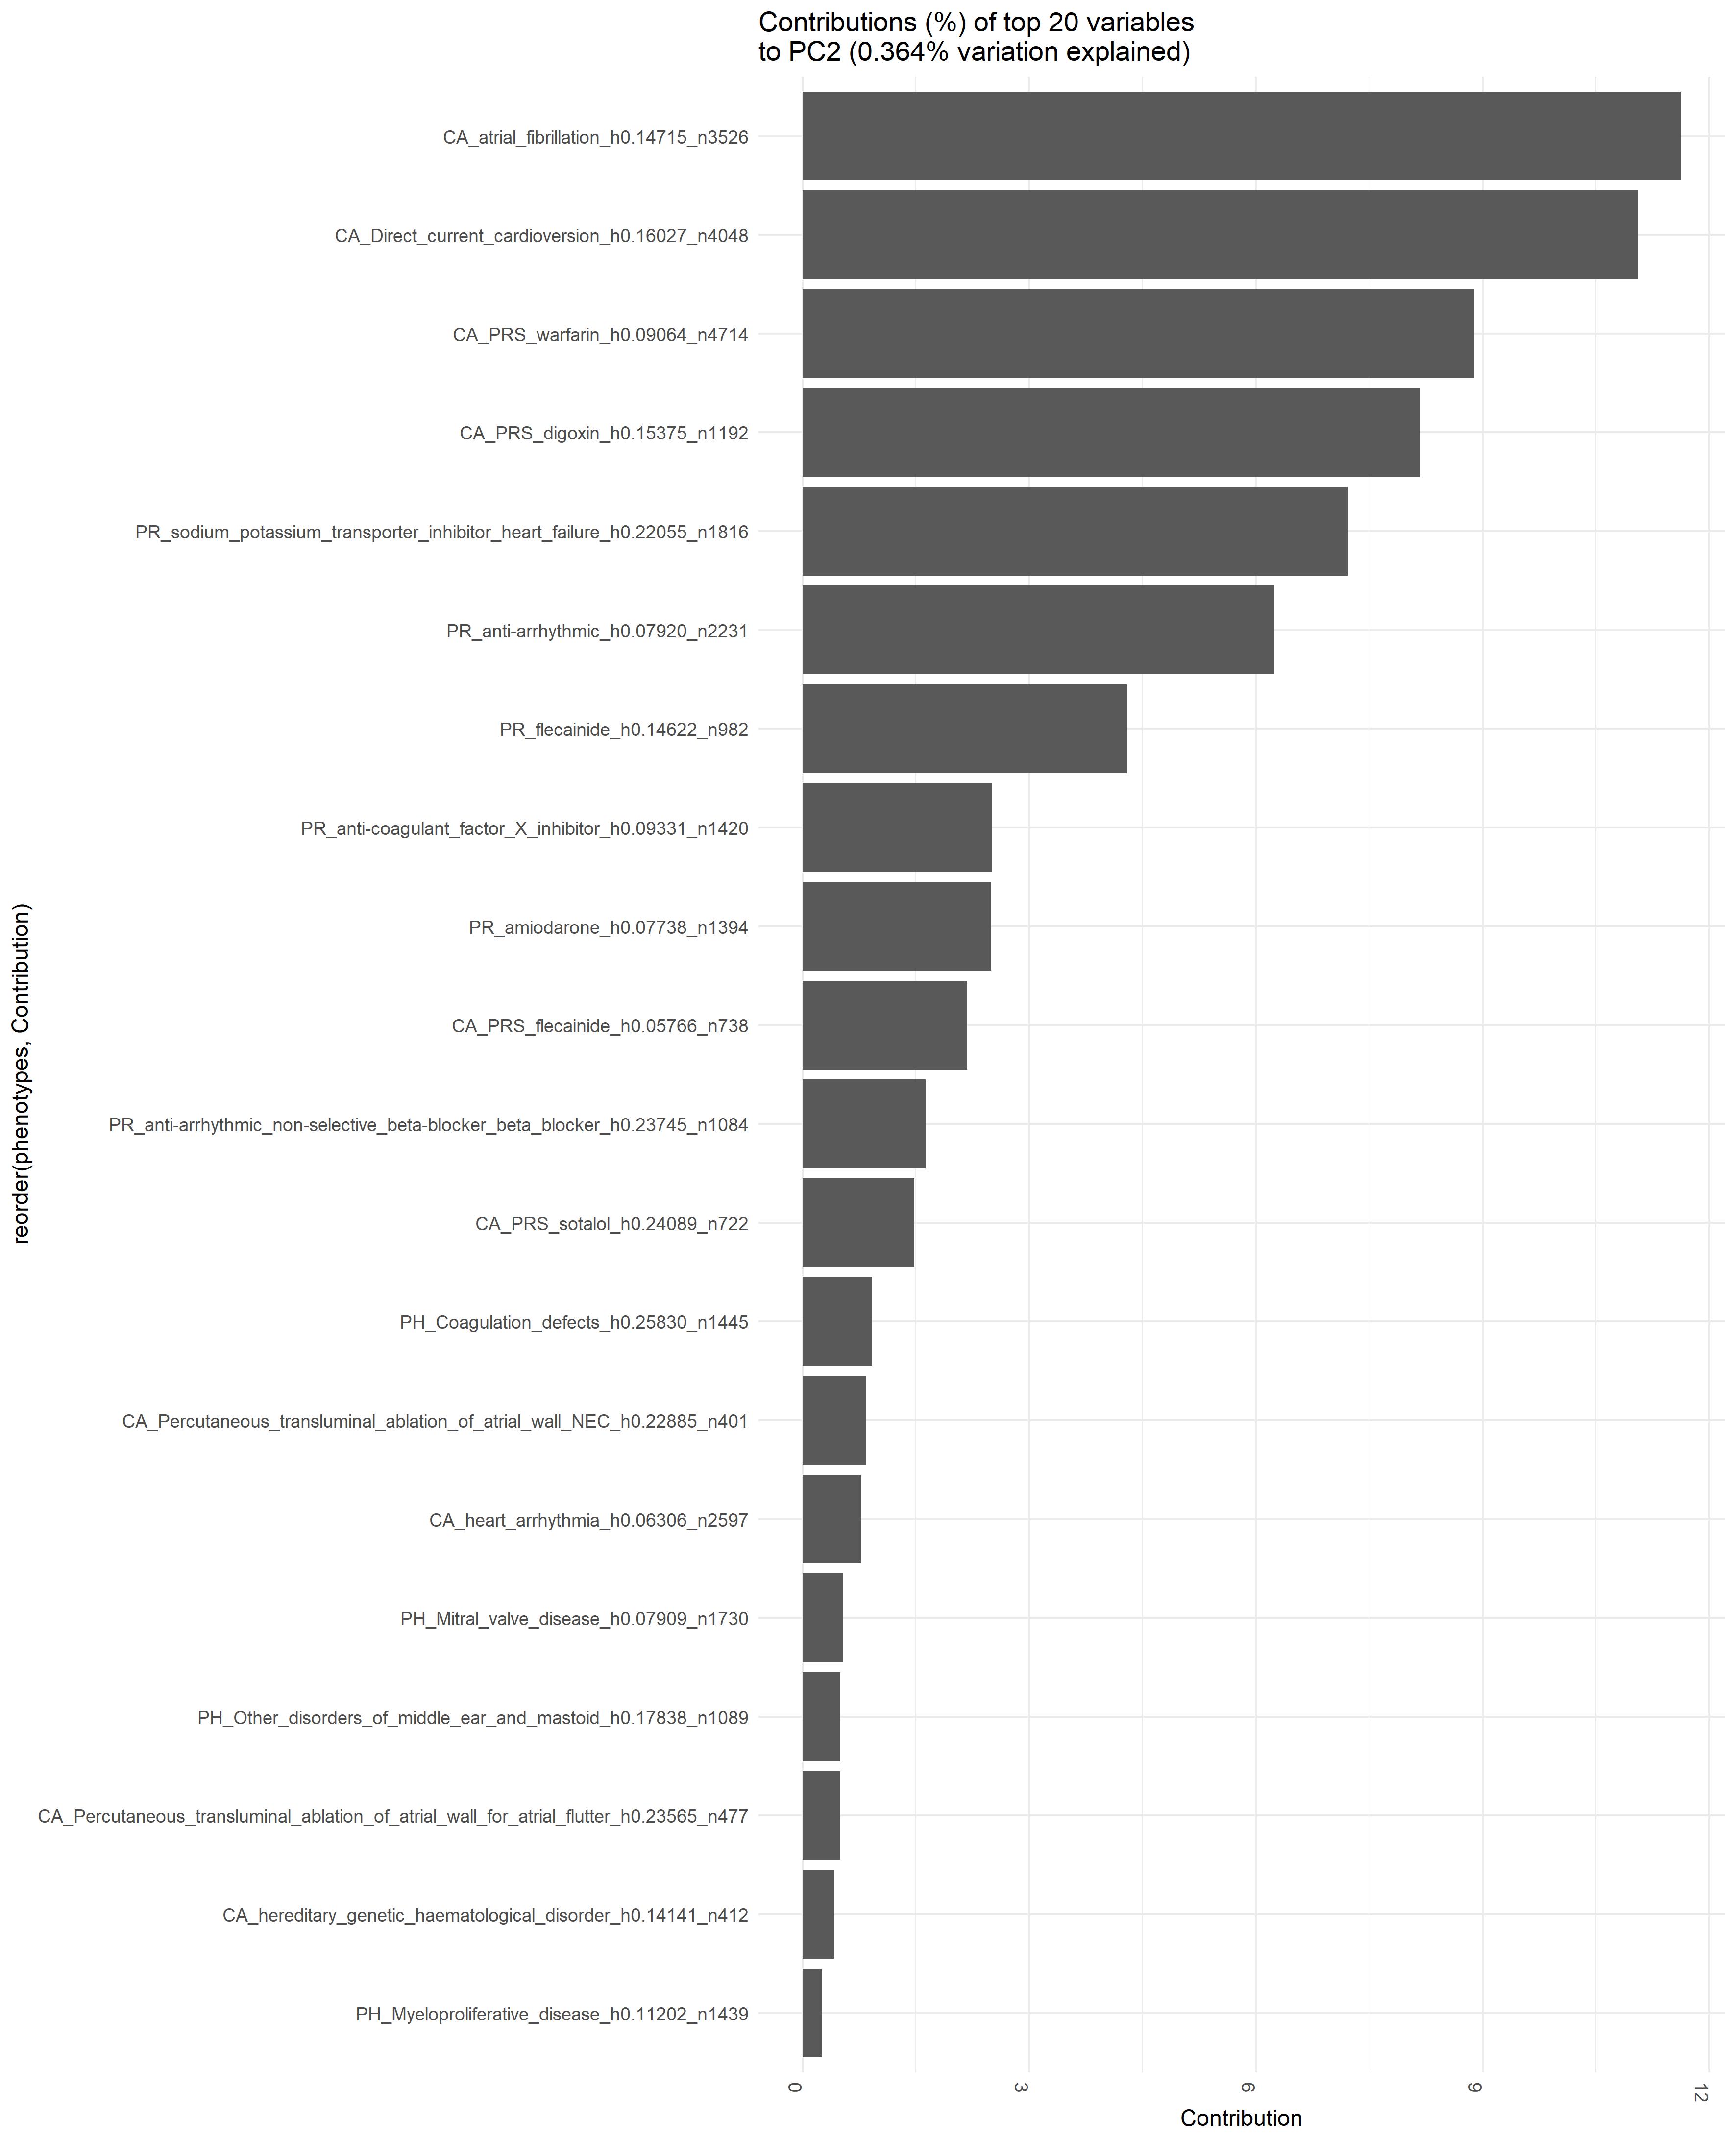 Contributions (%) of top 20 variables
to PC2 (0.364% variation explained)
CA_atrial_fibrillation_h0.14715_n3526
CA_Direct_current_cardioversion_h0.16027_n4048
CA_PRS_warfarin_h0.09064_n4714
CA_PRS_digoxin_h0.15375_n1192
PR_sodium_potassium_transporter_inhibitor_heart_failure_h0.22055_n1816
PR_anti-arrhythmic_h0.07920_n2231
PR_flecainide_h0.14622_n982
PR_anti-coagulant_factor_X_inhibitor_h0.09331_n1420
PR_amiodarone_h0.07738_n1394
CA_PRS_flecainide_h0.05766_n738
PR_anti-arrhythmic_non-selective_beta-blocker_beta_blocker_h0.23745_n1084
CA_PRS_sotalol_h0.24089_n722
PH_Coagulation_defects_h0.25830_n1445
CA_Percutaneous_transluminal_ablation_of_atrial_wall_NEC_h0.22885_n401
CA_heart_arrhythmia_h0.06306_n2597
PH_Mitral_valve_disease_h0.07909_n1730
PH_Other_disorders_of_middle_ear_and_mastoid_h0.17838_n1089
CA_Percutaneous_transluminal_ablation_of_atrial_wall_for_atrial_flutter_h0.23565_n477
CA_hereditary_genetic_haematological_disorder_h0.14141_n412
PH_Myeloproliferative_disease_h0.11202_n1439
reorder(phenotypes, Contribution)
0 3 6 9 12
Contribution